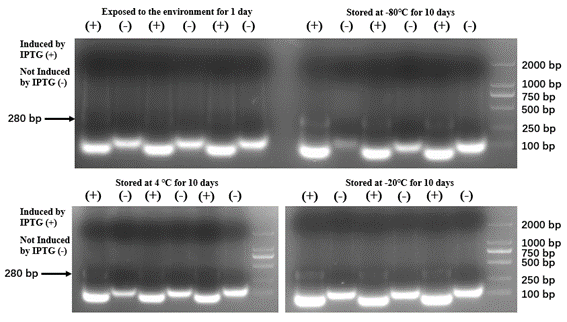 Exposed to the environment for 1 day
Stored at -80℃ for 10 days
(+) (-) (+) (-) (+) (-)
(+) (-) (+) (-) (+) (-)
Induced by
IPTG (+)
Not Induced
by IPTG (-)
280 bp
2000 bp
1000 bp
750 bp
500 bp
250 bp
100 bp
Stored at 4 ℃ for 10 days
Stored at -20℃ for 10 days
(+) (-) (+) (-) (+) (-)
(+) (-) (+) (-) (+) (-)
Induced by
IPTG (+)
Not Induced
by IPTG (-)
280 bp
2000 bp
1000 bp
750 bp
500 bp
250 bp
100 bp